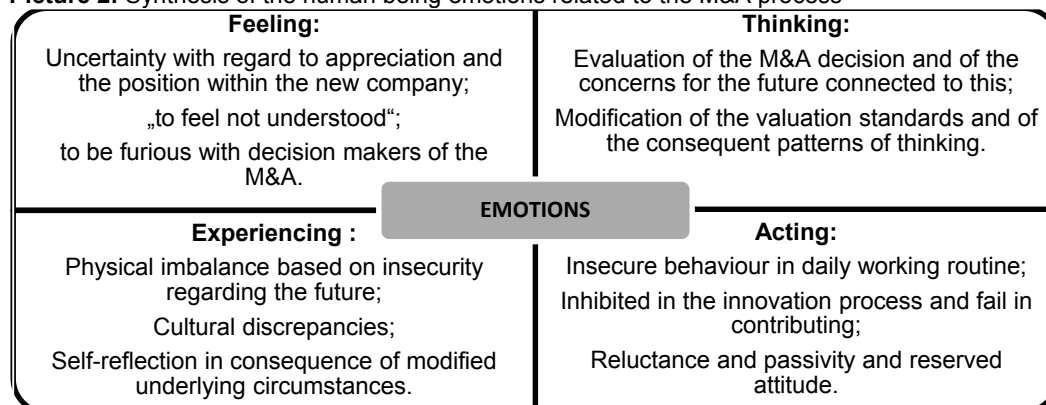 Picture 2. Synthesis of the human being emotions related to the M&A process
Feeling:
Uncertainty with regard to appreciation and
the position within the new company;
„to feel not understood“;
to be furious with decision makers of the
M&A.
Thinking:
Evaluation of the M&A decision and of the
concerns for the future connected to this;
Modification of the valuation standards and of
the consequent patterns of thinking.
EMOTIONS
Experiencing :
Physical imbalance based on insecurity
regarding the future;
Cultural discrepancies;
Self-reflection in consequence of modified
underlying circumstances.
Acting:
Insecure behaviour in daily working routine;
Inhibited in the innovation process and fail in
contributing;
Reluctance and passivity and reserved
attitude.